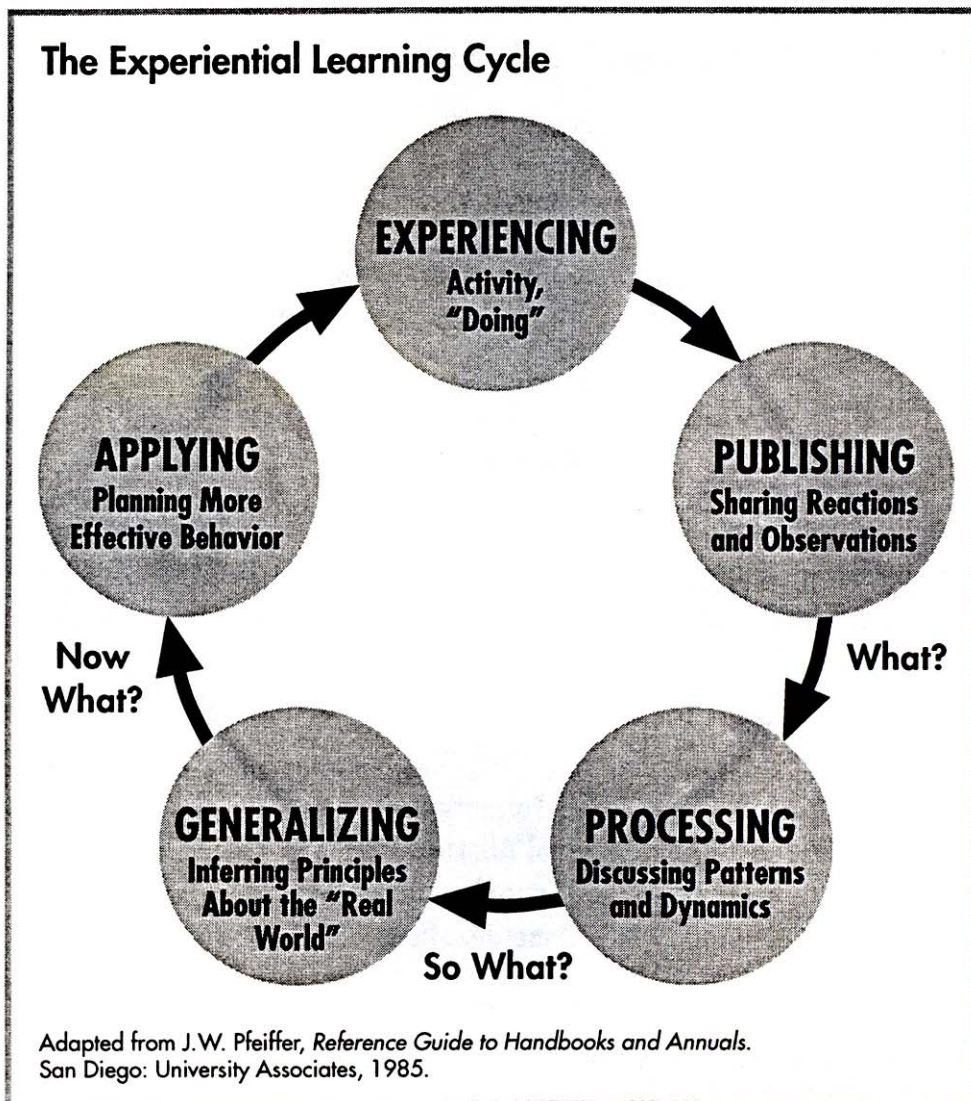 The Experiential Learning Cycle
EXPERIENCING
Activity,
"Doing"
PUBLISHING
Sharing Reactions
and Observations
What?
PROCESSING
Discussing Patterns
and Dynamics
So What?
GENERALIZING
Inferring Principles
About the "Real
World"
Now
What?
APPLYING
Planning More
Effective Behavior
Adapted from J.W. Pfeiffer, Reference Guide to Handbooks and Annuals.
San Diego: University Associates, 1985.